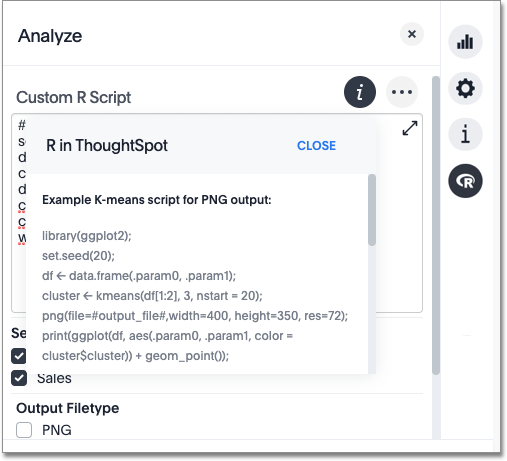 Analyze
Custom R Script
#
R in ThoughtSpot
CLOSE
Example K-means script for PNG output:
library(ggplot2);
set.seed(20);
df ← data.frame(.param0, .param1);
cluster ← kmeans(df[1:2], 3, nstart = 20);
png(file=#output_file#,width=400, height=350, res=72);
print(ggplot(df, aes(.param0, .param1, color =
cluster$cluster)) + geom_point());
Sales
Output Filetype
PNG